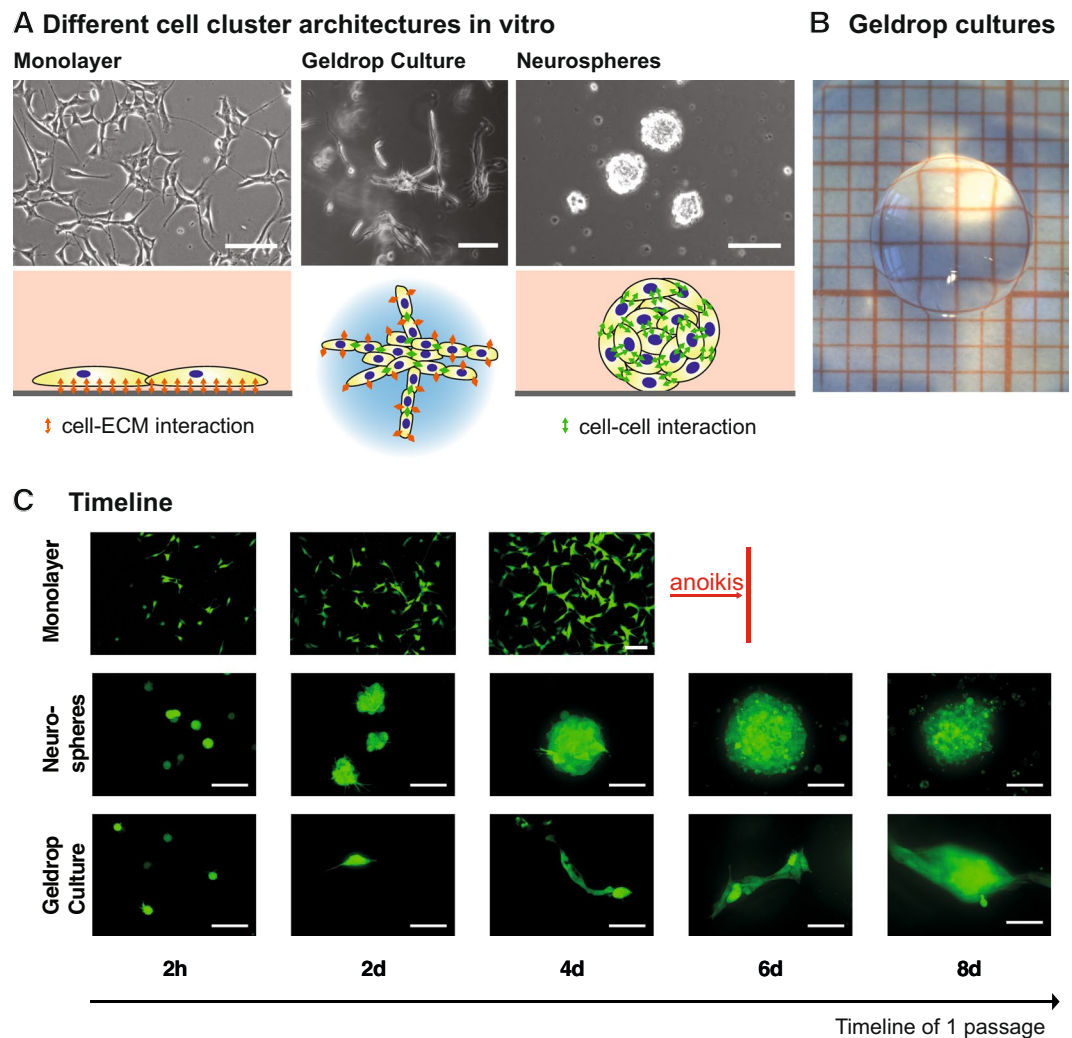 A Different cell cluster architectures in vitro
Monolayer
Geldrop Culture
Neurospheres
cell-ECM interaction
cell-cell interaction
B Geldrop cultures
C Timeline
Monolayer
anoikis
Neuro-
spheres
Geldrop
Culture
2h 2d 4d 6d 8d
Timeline of 1 passage